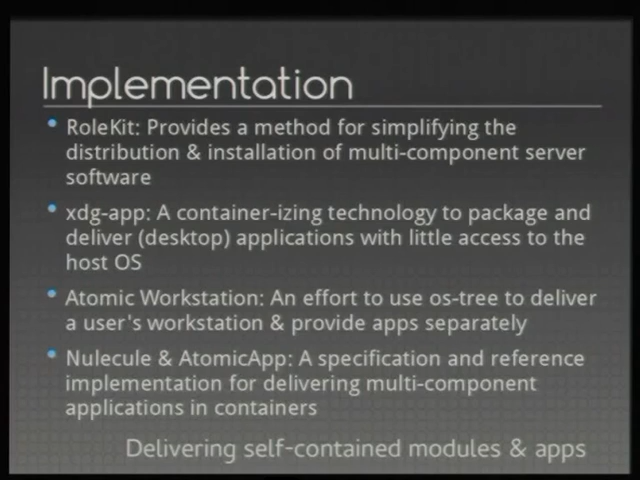 Implementation
RoleKit: Provides a method for simplifying the
distribution & installation of multi-component server
software
xdg-app: A container-izing technology to package and
deliver (desktop) applications with little access to the
host OS
Atomic Workstation: An effort to use os-tree to deliver
a user's workstation & provide apps separately
Nulecule & AtomicApp: A specification and reference
implementation for delivering multi-component
applications in containers
Delivering self-contained modules & apps